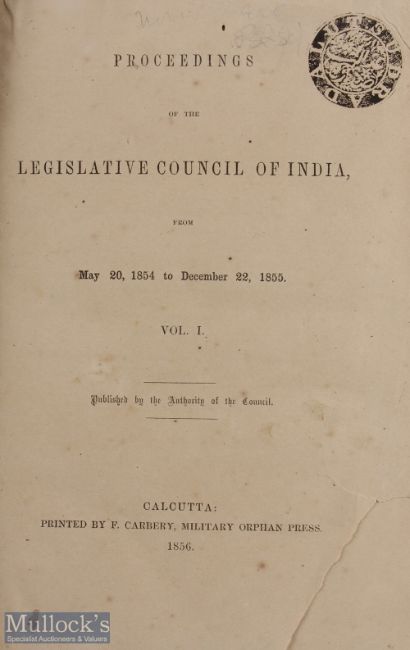 PROCEEDINGS
OF THE
LEGISLATIVE COUNCIL OF INDIA,
FROM
May 20, 1854 to December 22, 1855.
VOL. I.
Published by the Authority of the Council.
CALCUTTA:
PRINTED BY F. CARBERY, MILITARY ORPHAN PRESS.
1856.
Mullock's
Specialist Auctioneers & Valuers